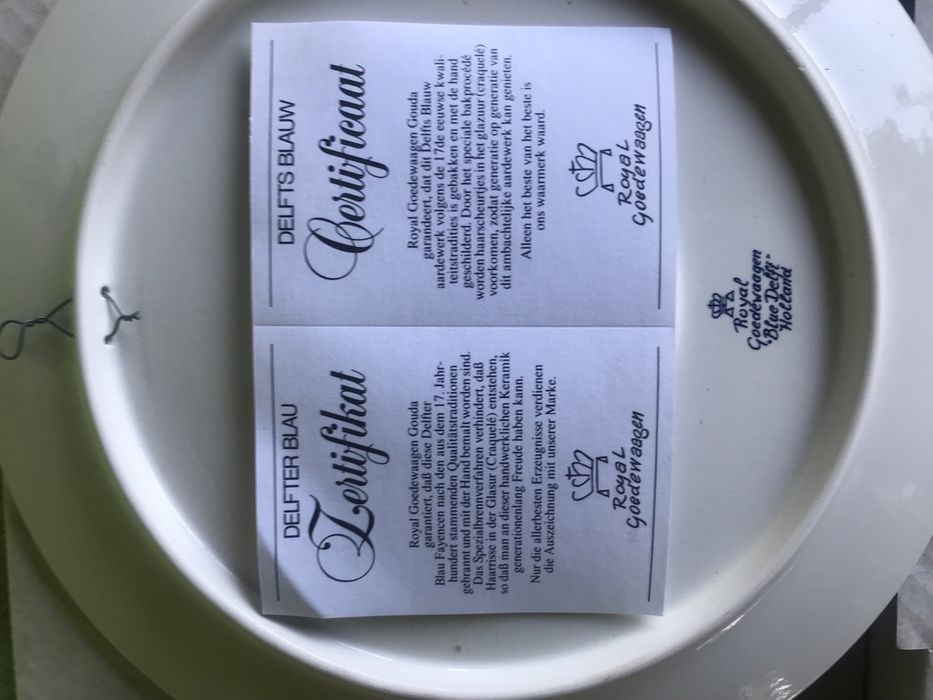 DELFTS BLAUW
Certificaat
Royal Goedewaagen Gouda
garandeert, dat dit Delfts Blauw
aardewerk volgens de 17de eeuwse kwali-
teitstradities is gebakken en met de hand
geschilderd. Door het speciale bakprocédé
worden haarscheurtjes in het glazuur (craquelé)
voorkomen, zodat generatie op generatie van
dit ambachtelijke aardewerk kan genieten.
Alleen het beste van het beste is
ons waarmerk waard.
Royal
Goedewaagen
DELFTER BLAU
Zertifikat
Royal Goedewaagen Gouda
garantiert, daß diese Delfter
Blau Fayencen nach den aus dem 17. Jahr-
hundert stammenden Qualitätstraditionen
gebrannt und mit der Hand bemalt worden sind.
Das Spezialbrennverfahren verhindert, daß
Haarrisse in der Glasur (Craquelé) entstehen,
so daß man an dieser handwerklichen Keramik
generationenlang Freude haben kann.
Nur die allerbesten Erzeugnisse verdienen
die Auszeichnung mit unserer Marke.
Royal
Goedewaagen
Royal
Goedewaagen
"Blue Delft"
Holland